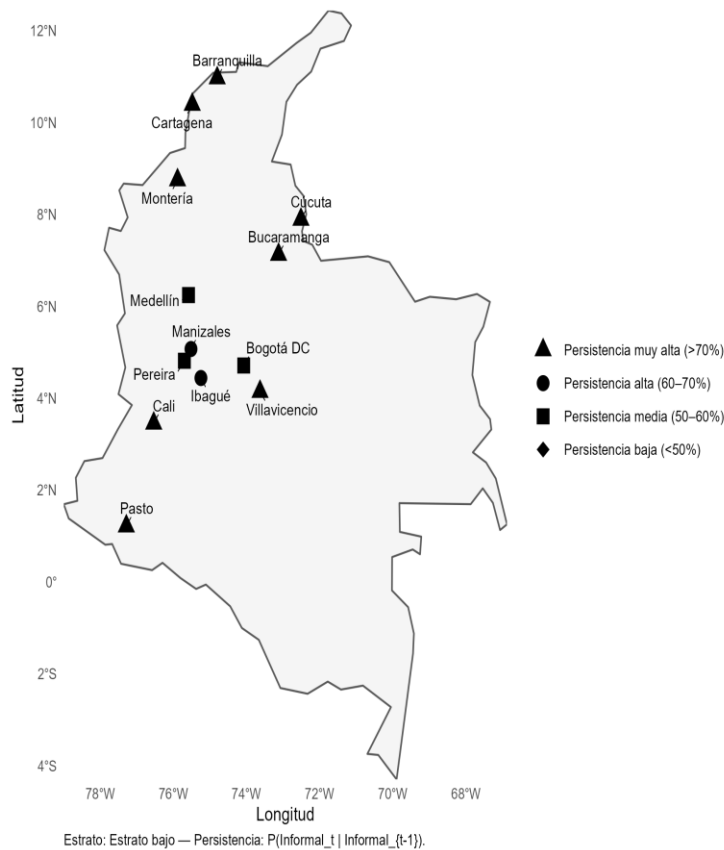 12°N
Barranquilla
10°N
Cartagena
Montería
8°N
Cúcuta
Bucaramanga
6°N
Medellín
Manizales
Bogotá DC
Pereira
4°N
Ibagué
Villavicencio
Cali
2°N
Pasto
0°
2°S
4°S
Latitud
78°W 76°W 74°W 72°W 70°W 68°W
Longitud
Persistencia muy alta (>70%)
Persistencia alta (60–70%)
Persistencia media (50–60%)
Persistencia baja (<50%)
Estrato: Estrato bajo — Persistencia: P(Informal_t | Informal_{t-1}).